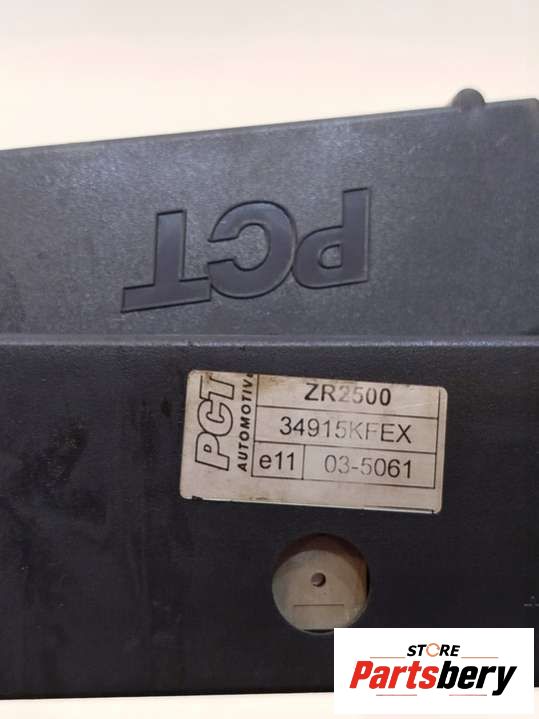 PCT
PCT AUTOMOTIVE
ZR2500
34915KFEX
e11 03-5061
STORE
Partsbery